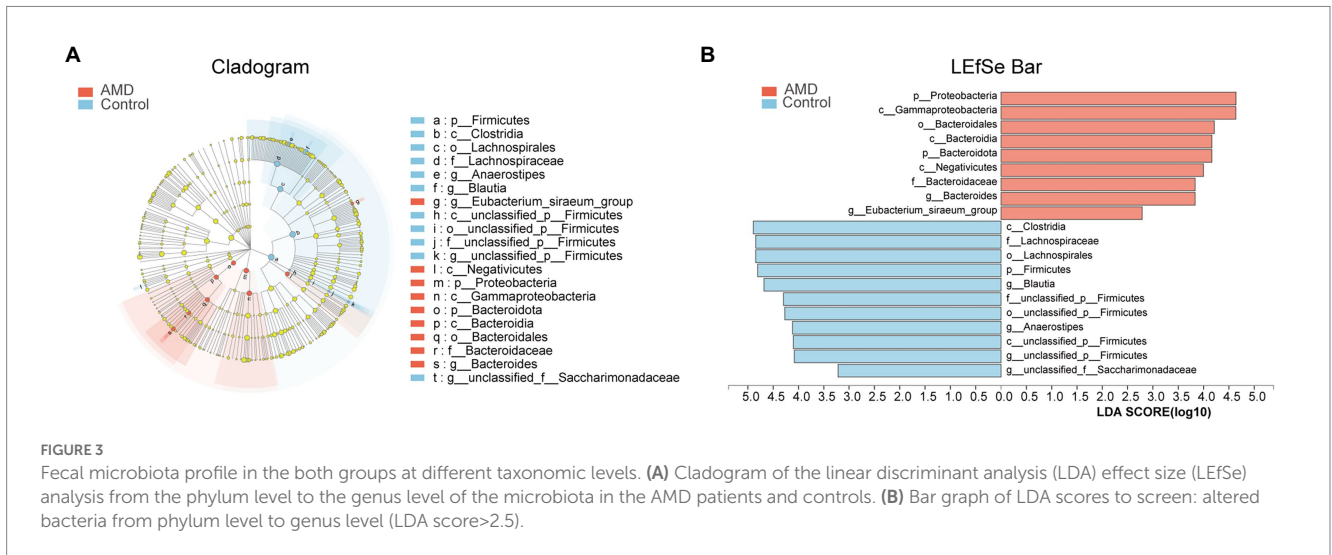 A
Cladogram
AMD
Control
a : p__Firmicutes
b : c__Clostridia
c : o__Lachnospirales
d : f__Lachnospiraceae
e : g__Anaerostipes
f : g__Blautia
g : g__Eubacterium_siraeum_group
h : c__unclassified_p__Firmicutes
i : o__unclassified_p__Firmicutes
j : f__unclassified_p__Firmicutes
k : g__unclassified_p__Firmicutes
l : c__Negativicutes
m : p__Proteobacteria
n : c__Gammaproteobacteria
o : p__Bacteroidota
p : c__Bacteroidia
q : o__Bacteroidales
r : f__Bacteroidaceae
s : g__Bacteroides
t : g__unclassified_f__Saccharimonadaceae
B
LEfSe Bar
AMD
Control
p__Proteobacteria
c__Gammaproteobacteria
o__Bacteroidales
c__Bacteroidia
p__Bacteroidota
c__Negativicutes
f__Bacteroidaceae
g__Bacteroides
g__Eubacterium_siraeum_group
c__Clostridia
f__Lachnospiraceae
o__Lachnospirales
p__Firmicutes
g__Blautia
f__unclassified_p__Firmicutes
o__unclassified_p__Firmicutes
g__Anaerostipes
c__unclassified_p__Firmicutes
g__unclassified_p__Firmicutes
g__unclassified_f__Saccharimonadaceae
5.0 4.5 4.0 3.5 3.0 2.5 2.0 1.5 1.0 0.5 0.0 0.5 1.0 1.5 2.0 2.5 3.0 3.5 4.0 4.5 5.0
LDA SCORE(log10)
FIGURE 3
Fecal microbiota profile in the both groups at different taxonomic levels. (A) Cladogram of the linear discriminant analysis (LDA) effect size (LEfSe)
analysis from the phylum level to the genus level of the microbiota in the AMD patients and controls. (B) Bar graph of LDA scores to screen: altered
bacteria from phylum level to genus level (LDA score>2.5).